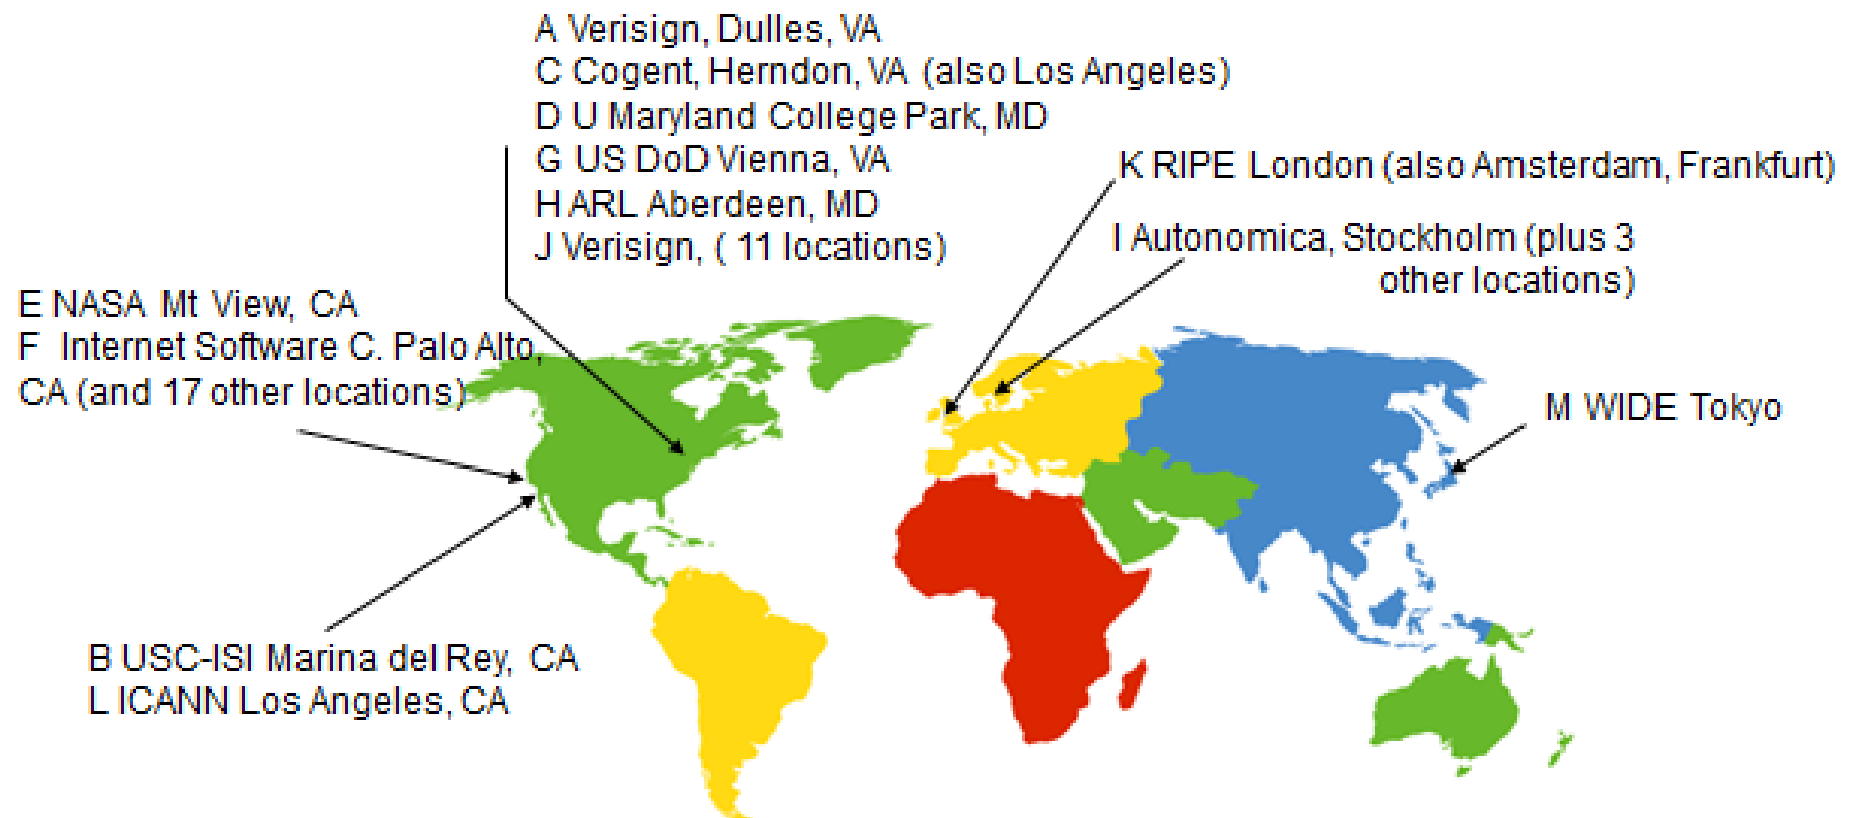 A Verisign, Dulles, VA
C Cogent, Herndon, VA (also Los Angeles)
D U Maryland College Park, MD
G US DoD Vienna, VA
H ARL Aberdeen, MD
J Verisign, ( 11 locations)
K RIPE London (also Amsterdam, Frankfurt)
I Autonomica, Stockholm (plus 3
other locations)
E NASA Mt View, CA
F Internet Software C. Palo Alto,
CA (and 17 other locations)
M WIDE Tokyo
B USC-ISI Marina del Rey, CA
L ICANN Los Angeles, CA